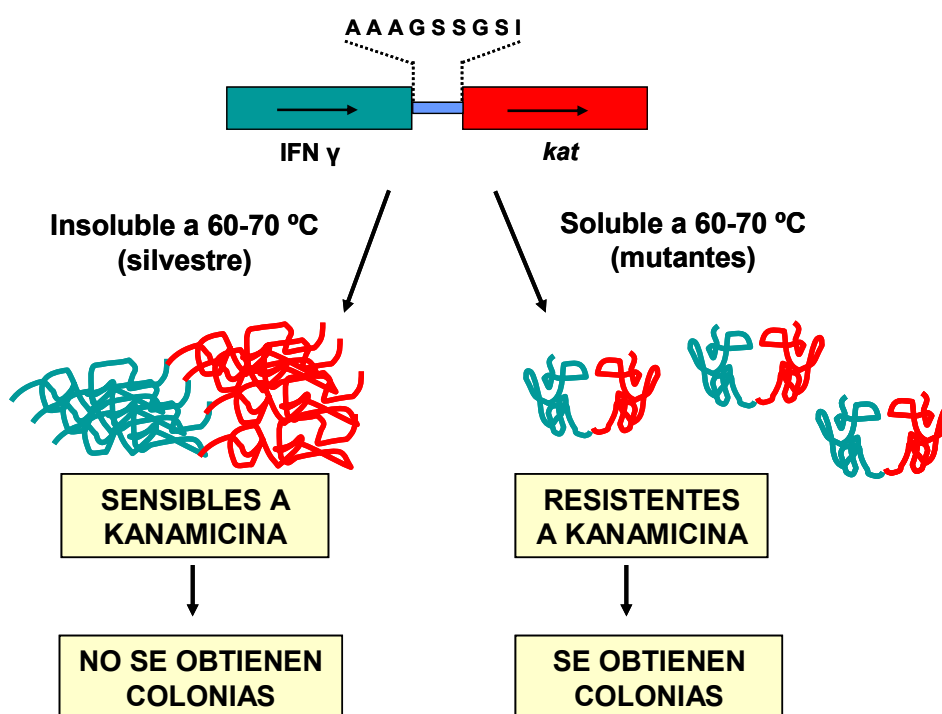 A A A G S S G S I
IFN γ
kat
Insoluble a 60-70 ºC
(silvestre)
Soluble a 60-70 ºC
(mutantes)
SENSIBLES A
KANAMICINA
RESISTENTES
A KANAMICINA
NO SE OBTIENEN
COLONIAS
SE OBTIENEN
COLONIAS